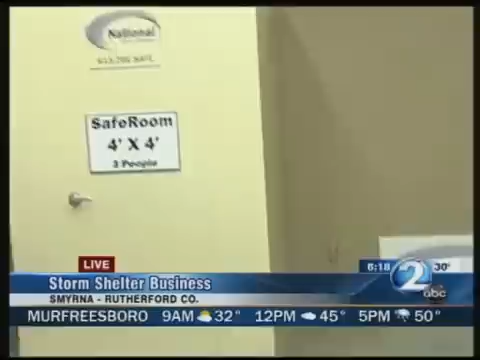 National
SafeRoom
4' X 4'
3 People
LIVE
Storm Shelter Business
6:18
2
30°
abc
SMYRNA - RUTHERFORD CO.
MURFREESBORO 9AM 32° 12PM 45° 5PM 50°